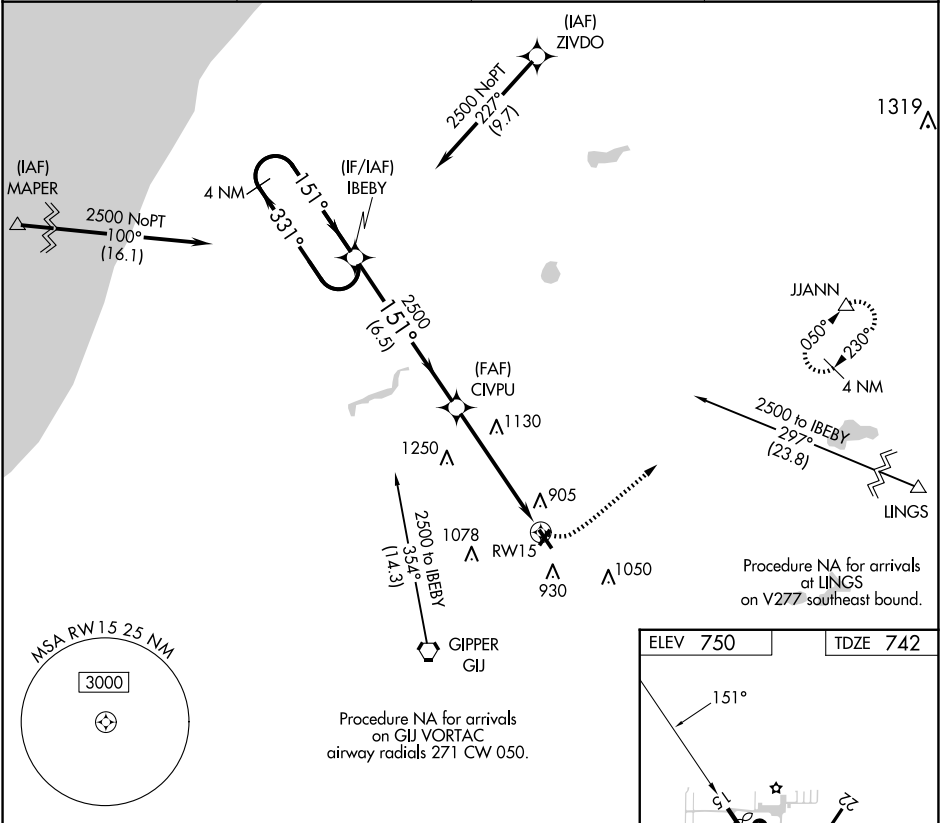 (IAF)
ZIVDO
2500 NoPT
227°
(9.7)
1319
(IAF)
MAPER
2500 NoPT
100°
(16.1)
4 NM
151°
331°
(IF/IAF)
IBEBY
2500
151°
(6.5)
JJANN
050°
230°
4 NM
(FAF)
CIVPU
1130
1250
2500 to IBEBY
297°
(23.8)
LINGS
905
1078
RW15
930
1050
2500 to IBEBY
354°
(14.3)
Procedure NA for arrivals
at LINGS
on V277 southeast bound.
GIPPER
GIJ
MSA RW15 25 NM
3000
Procedure NA for arrivals
on GIJ VORTAC
airway radials 271 CW 050.
ELEV 750
TDZE 742
151°
15
22